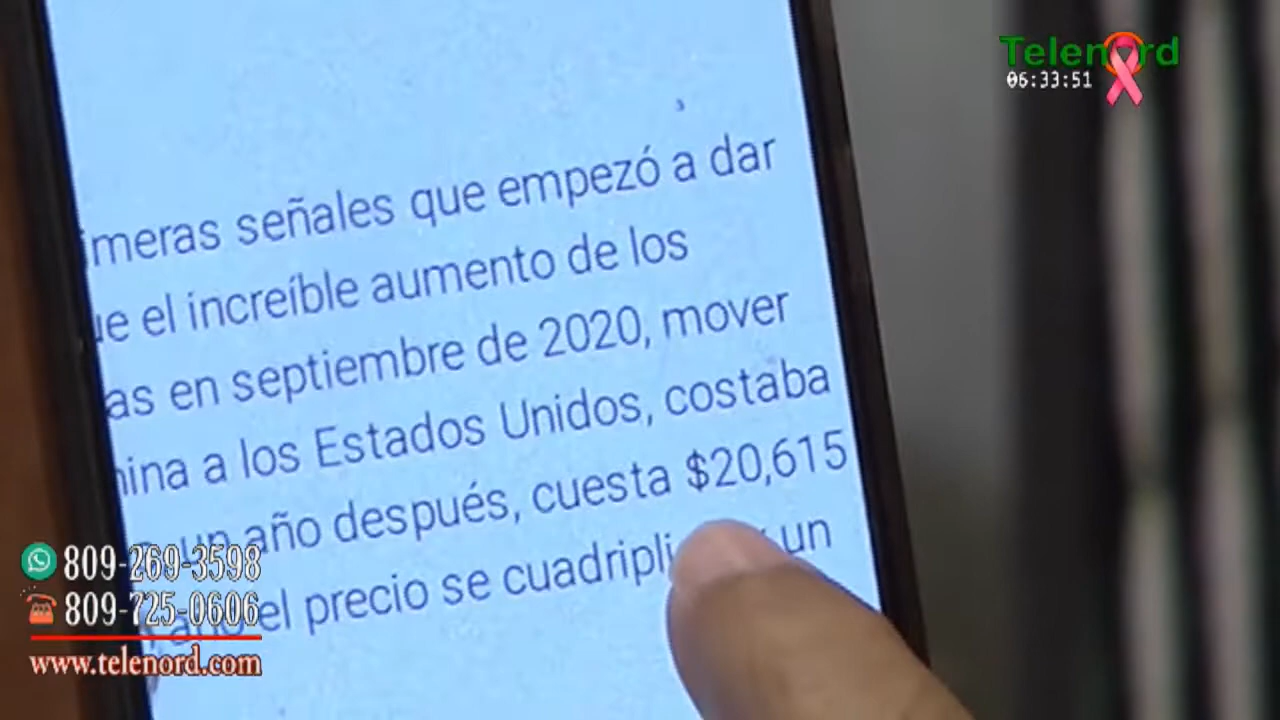 Telenord
06:33:51
meras señales que empezó a dar
el increíble aumento de los
as en septiembre de 2020, mover
ina a los Estados Unidos, costaba
un año después, cuesta $20,615
año el precio se cuadripli un
809-269-3598
809-725-0606
www.telenord.com